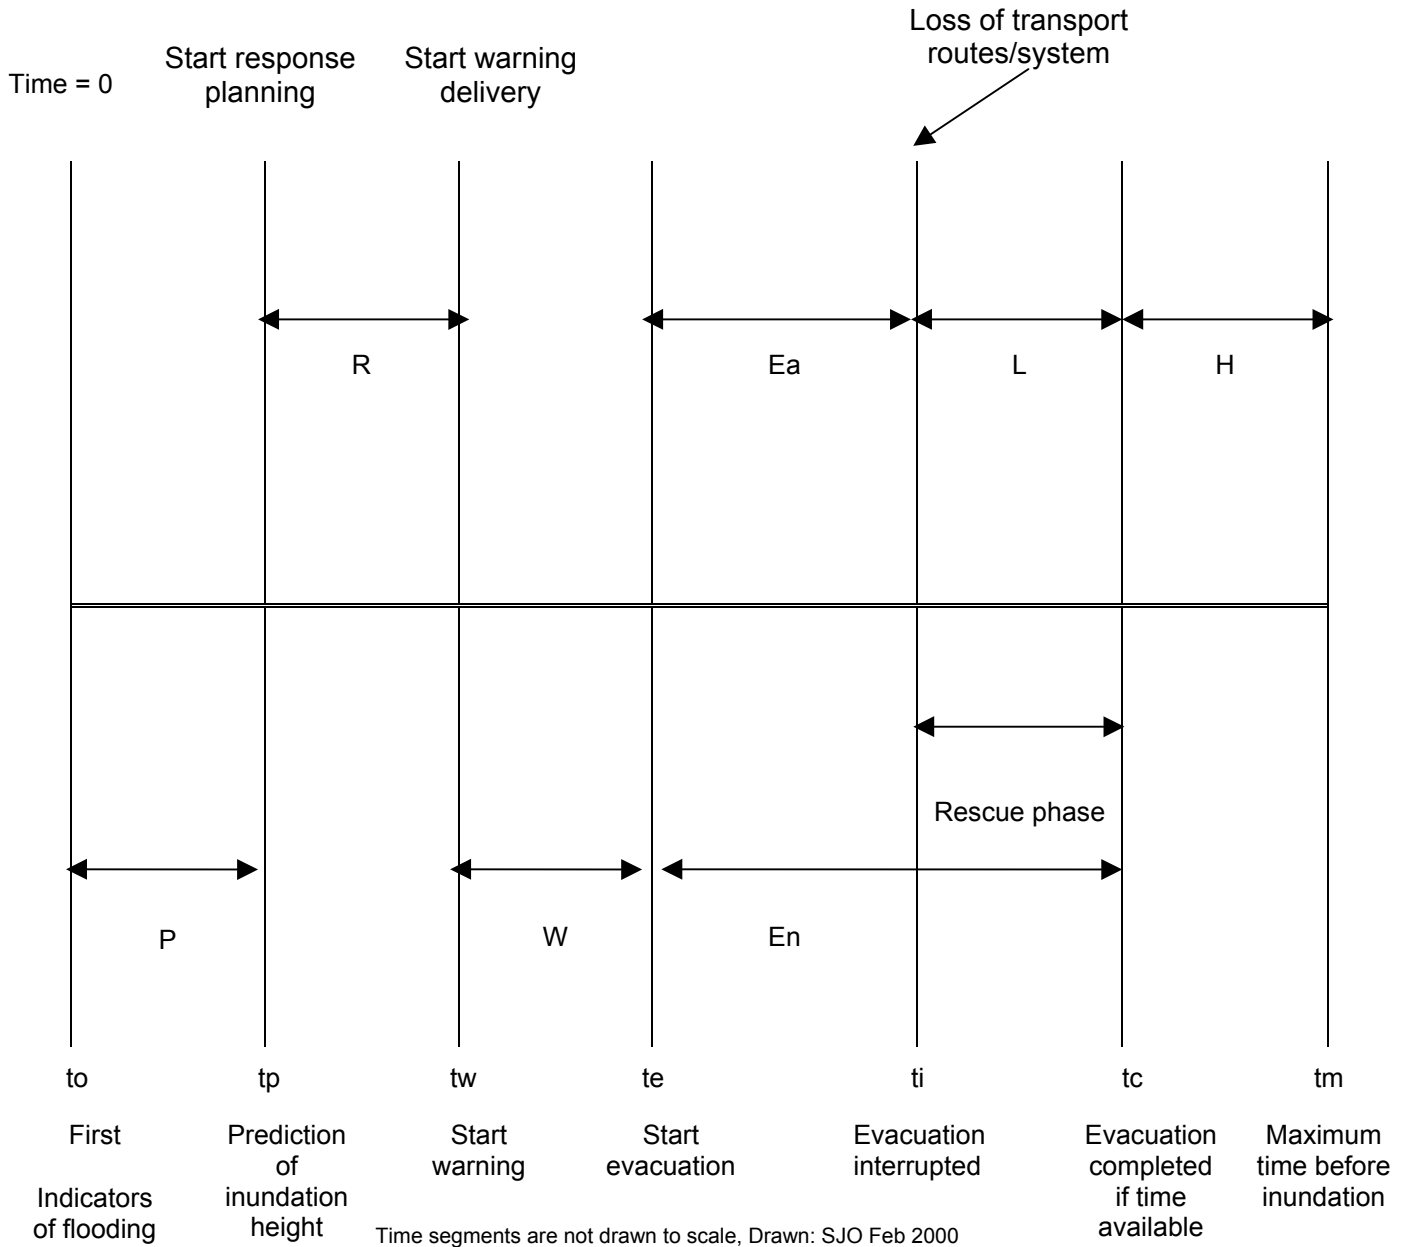 Loss of transport
routes/system
Start response
planning
Start warning
delivery
Time = 0
R
Ea
L
H
Rescue phase
P
W
En
to
tp
tw
te
ti
tc
tm
First
Indicators
of flooding
Prediction
of
inundation
height
Start
warning
Start
evacuation
Evacuation
interrupted
Evacuation
completed
if time
available
Maximum
time before
inundation
Time segments are not drawn to scale, Drawn: SJO Feb 2000